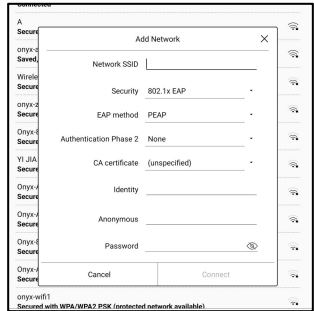 Connected
A
Secure
Add Network
onyx-a
Saved,
Network SSID
Wirele
Secure
Security 802.1x EAP
onyx-z
Secure
EAP method PEAP
Onyx-8
Secure
Authentication Phase 2 None
YI JIA
Secure
CA certificate (unspecified)
Onyx-A
Secure
Identity
Onyx-A
Secure
Anonymous
Onyx-8
Secure
Password
Onyx-A
Secure
Cancel Connect
onyx-wifi1
Secured with WPA/WPA2 PSK (protected network available)